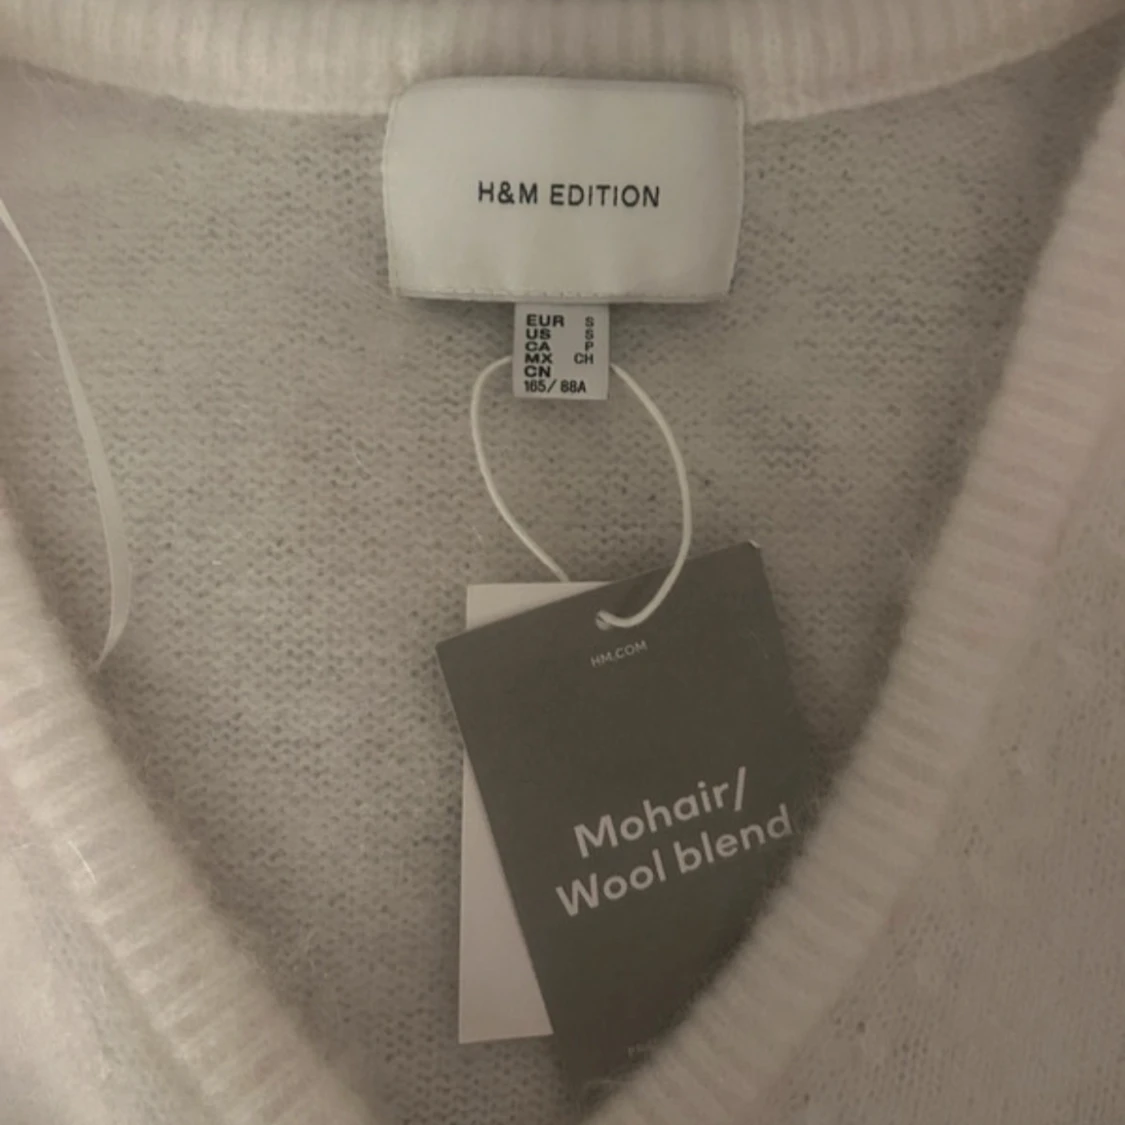 H&M EDITION
EUR S
US S
CA P
MX CH
CN
165/88A
HM.COM
Mohair/
Wool blend